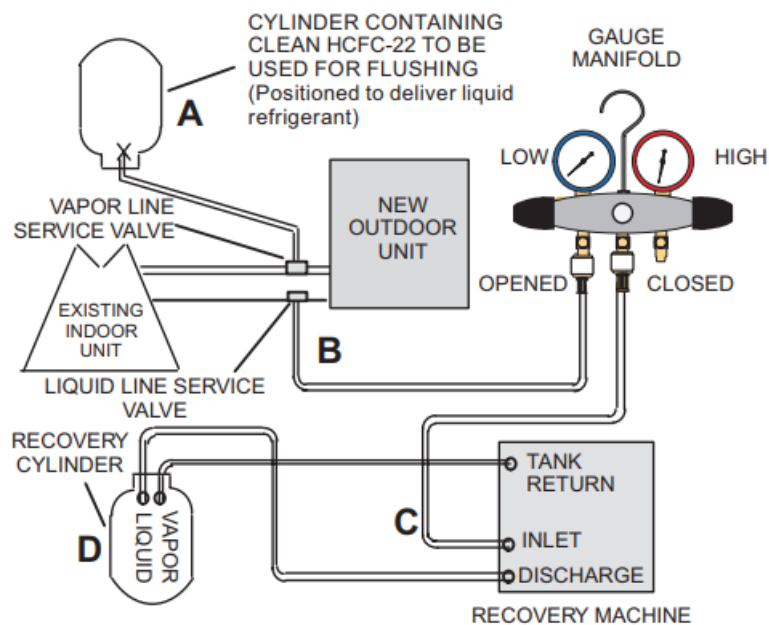 CYLINDER CONTAINING
CLEAN HCFC-22 TO BE
USED FOR FLUSHING
(Positioned to deliver liquid
refrigerant)
A
GAUGE
MANIFOLD
LOW
HIGH
VAPOR LINE
SERVICE VALVE
NEW
OUTDOOR
UNIT
OPENED
CLOSED
EXISTING
INDOOR
UNIT
B
LIQUID LINE SERVICE
VALVE
RECOVERY
CYLINDER
TANK
RETURN
C
D
LIQUID
VAPOR
INLET
DISCHARGE
RECOVERY MACHINE